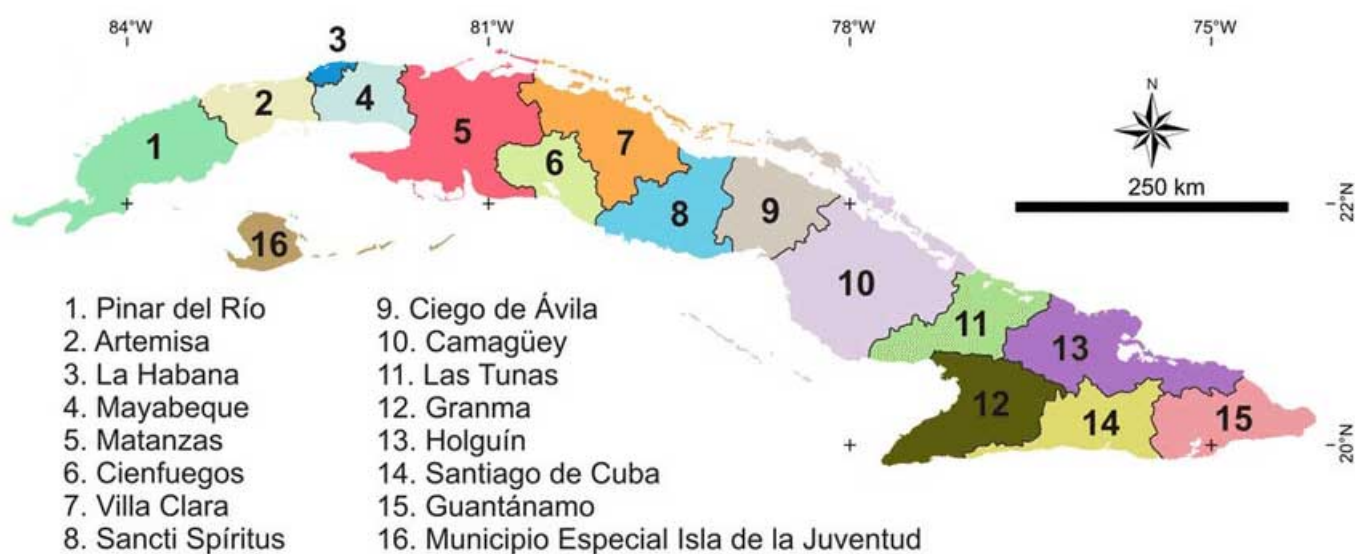 84°W 81°W 78°W 75°W
3
N
2
4
1
5
7
6
250 km
22°N
8
9
16
10
11
13
12
14
15
20°N
1. Pinar del Río
2. Artemisa
3. La Habana
4. Mayabeque
5. Matanzas
6. Cienfuegos
7. Villa Clara
8. Sancti Spíritus
9. Ciego de Ávila
10. Camagüey
11. Las Tunas
12. Granma
13. Holguín
14. Santiago de Cuba
15. Guantánamo
16. Municipio Especial Isla de la Juventud